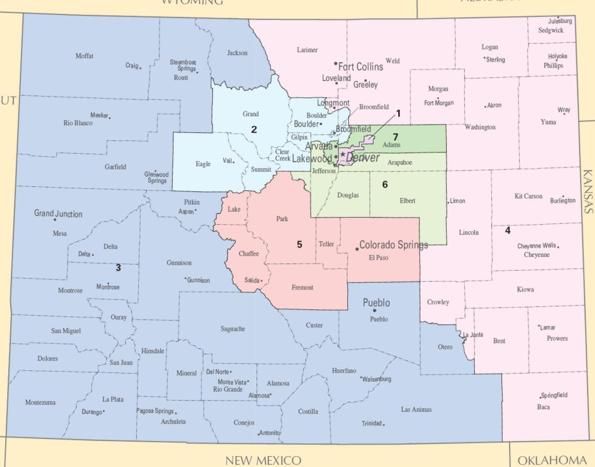 WYOMING
Julesburg
Sedgwick
Jackson
Larimer
Logan
Moffat
Craig
Steamboat
Springs
Routt
Fort Collins
Weld
Sterling
Holyoke
Phillips
Loveland
Greeley
Morgan
Fort Morgan
UT
Grand
Boulder
Longmont
Broomfield
1
Akron
Wray
Meeker
Rio Blanco
2
Boulder
Broomfield
7
Washington
Yuma
Gilpin
Arvada
Adams
Eagle
Vail
Clear
Creek
Lakewood
Denver
Arapahoe
Garfield
Glenwood
Springs
Summit
Jefferson
6
Douglas
Elbert
Kit Carson
Burlington
KANSAS
Pitkin
Aspen
Lake
Park
Limon
Grand Junction
Mesa
Delta
Delta
5
Teller
Colorado Springs
El Paso
Lincoln
4
Cheyenne Wells
Cheyenne
3
Gunnison
Chaffee
Gunnison
Salida
Montrose
Montrose
Fremont
Kiowa
Pueblo
Crowley
Ouray
Custer
Pueblo
San Miguel
Saguache
Otero
La Junta
Bent
Lamar
Prowers
Dolores
San Juan
Hinsdale
Mineral
Del Norte
Monte Vista
Rio Grande
Alamosa
Alamosa
Huerfano
Walsenburg
Montezuma
La Plata
Durango
Pagosa Springs
Archuleta
Conejos
Antonito
Costilla
Trinidad
Las Animas
Springfield
Baca
NEW MEXICO
OKLAHOMA